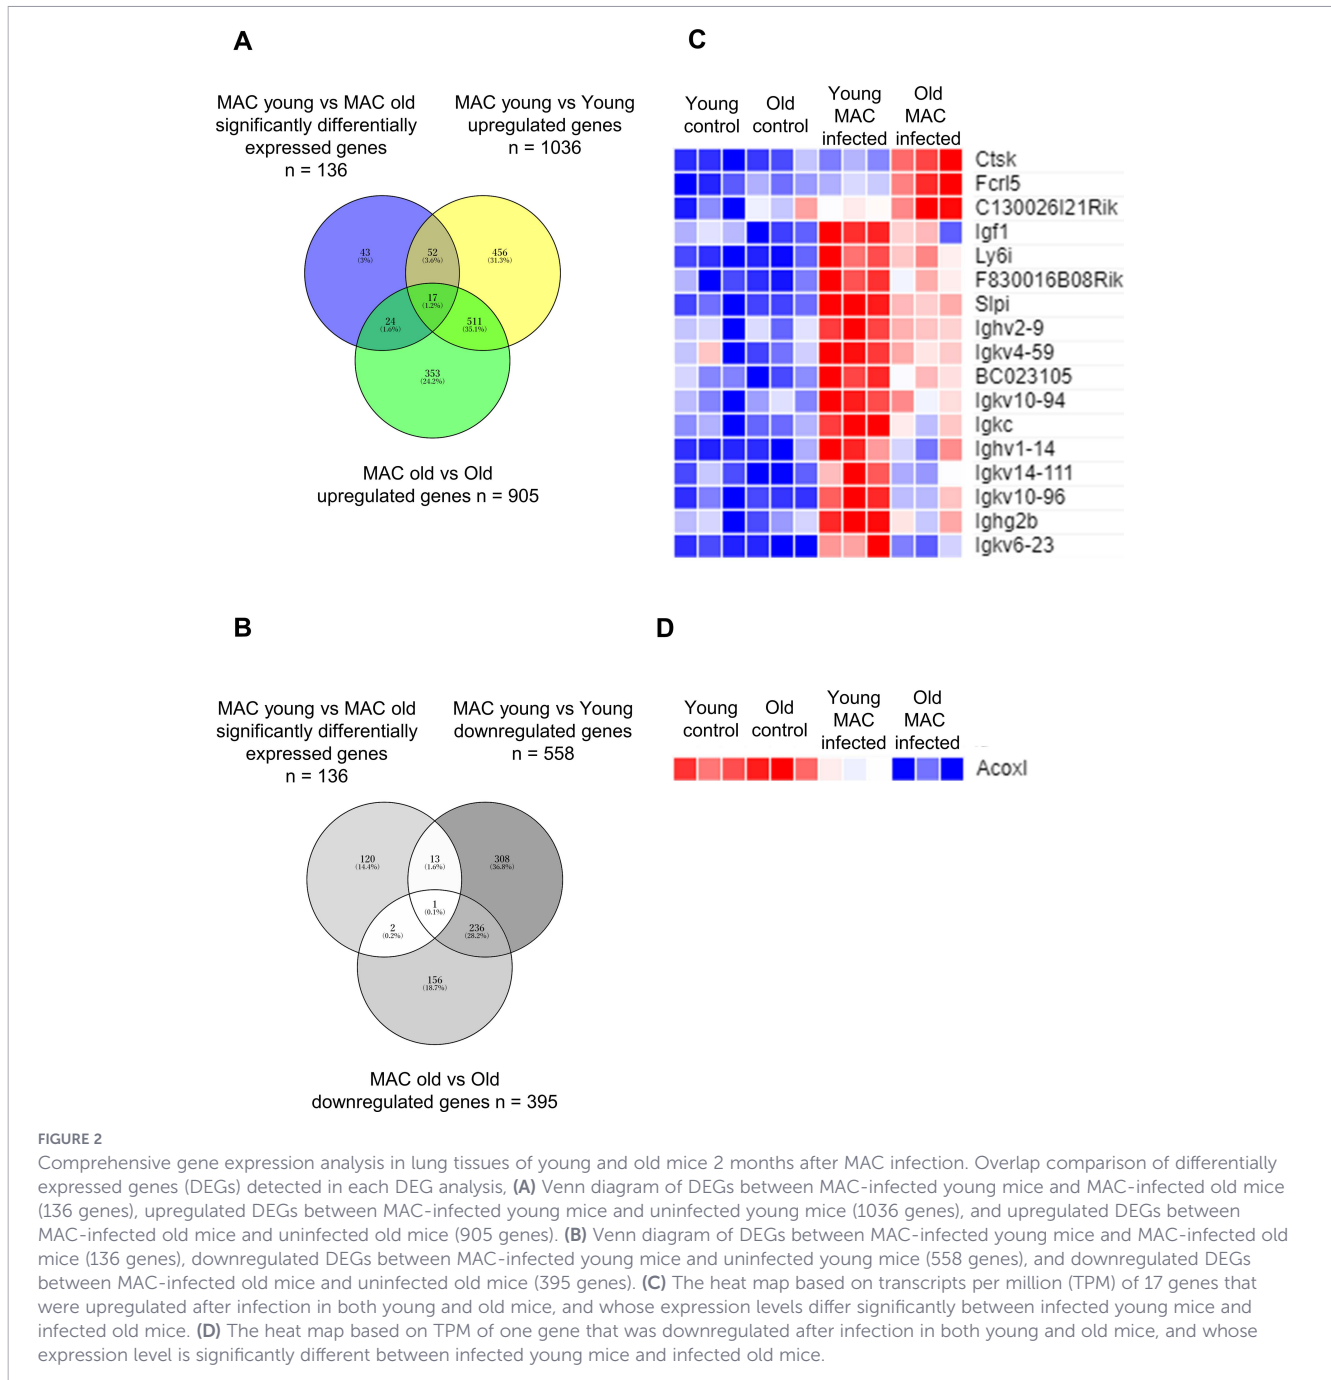 A
MAC young vs MAC old
significantly differentially
expressed genes
n = 136
MAC young vs Young
upregulated genes
n = 1036
43
(3%)
52
(3.6%)
456
(31.3%)
17
(1.2%)
24
(1.6%)
511
(35.1%)
353
(24.2%)
MAC old vs Old
upregulated genes n = 905
C
Young
control
Old
control
Young
MAC
infected
Old
MAC
infected
Ctsk
Fcrl5
C130026I21Rik
Igf1
Ly6i
F830016B08Rik
Slpi
Ighv2-9
Igkv4-59
BC023105
Igkv10-94
Igkc
Ighv1-14
Igkv14-111
Igkv10-96
Ighg2b
Igkv6-23
B
MAC young vs MAC old
significantly differentially
expressed genes
n = 136
MAC young vs Young
downregulated genes
n = 558
120
(14.4%)
13
(1.6%)
308
(36.8%)
1
(0.1%)
2
(0.2%)
236
(28.2%)
156
(18.7%)
MAC old vs Old
downregulated genes n = 395
D
Young
control
Old
control
Young
MAC
infected
Old
MAC
infected
Acoxl
FIGURE 2
Comprehensive gene expression analysis in lung tissues of young and old mice 2 months after MAC infection. Overlap comparison of differentially
expressed genes (DEGs) detected in each DEG analysis, (A) Venn diagram of DEGs between MAC-infected young mice and MAC-infected old mice
(136 genes), upregulated DEGs between MAC-infected young mice and uninfected young mice (1036 genes), and upregulated DEGs between
MAC-infected old mice and uninfected old mice (905 genes). (B) Venn diagram of DEGs between MAC-infected young mice and MAC-infected old
mice (136 genes), downregulated DEGs between MAC-infected young mice and uninfected young mice (558 genes), and downregulated DEGs
between MAC-infected old mice and uninfected old mice (395 genes). (C) The heat map based on transcripts per million (TPM) of 17 genes that
were upregulated after infection in both young and old mice, and whose expression levels differ significantly between infected young mice and
infected old mice. (D) The heat map based on TPM of one gene that was downregulated after infection in both young and old mice, and whose
expression level is significantly different between infected young mice and infected old mice.